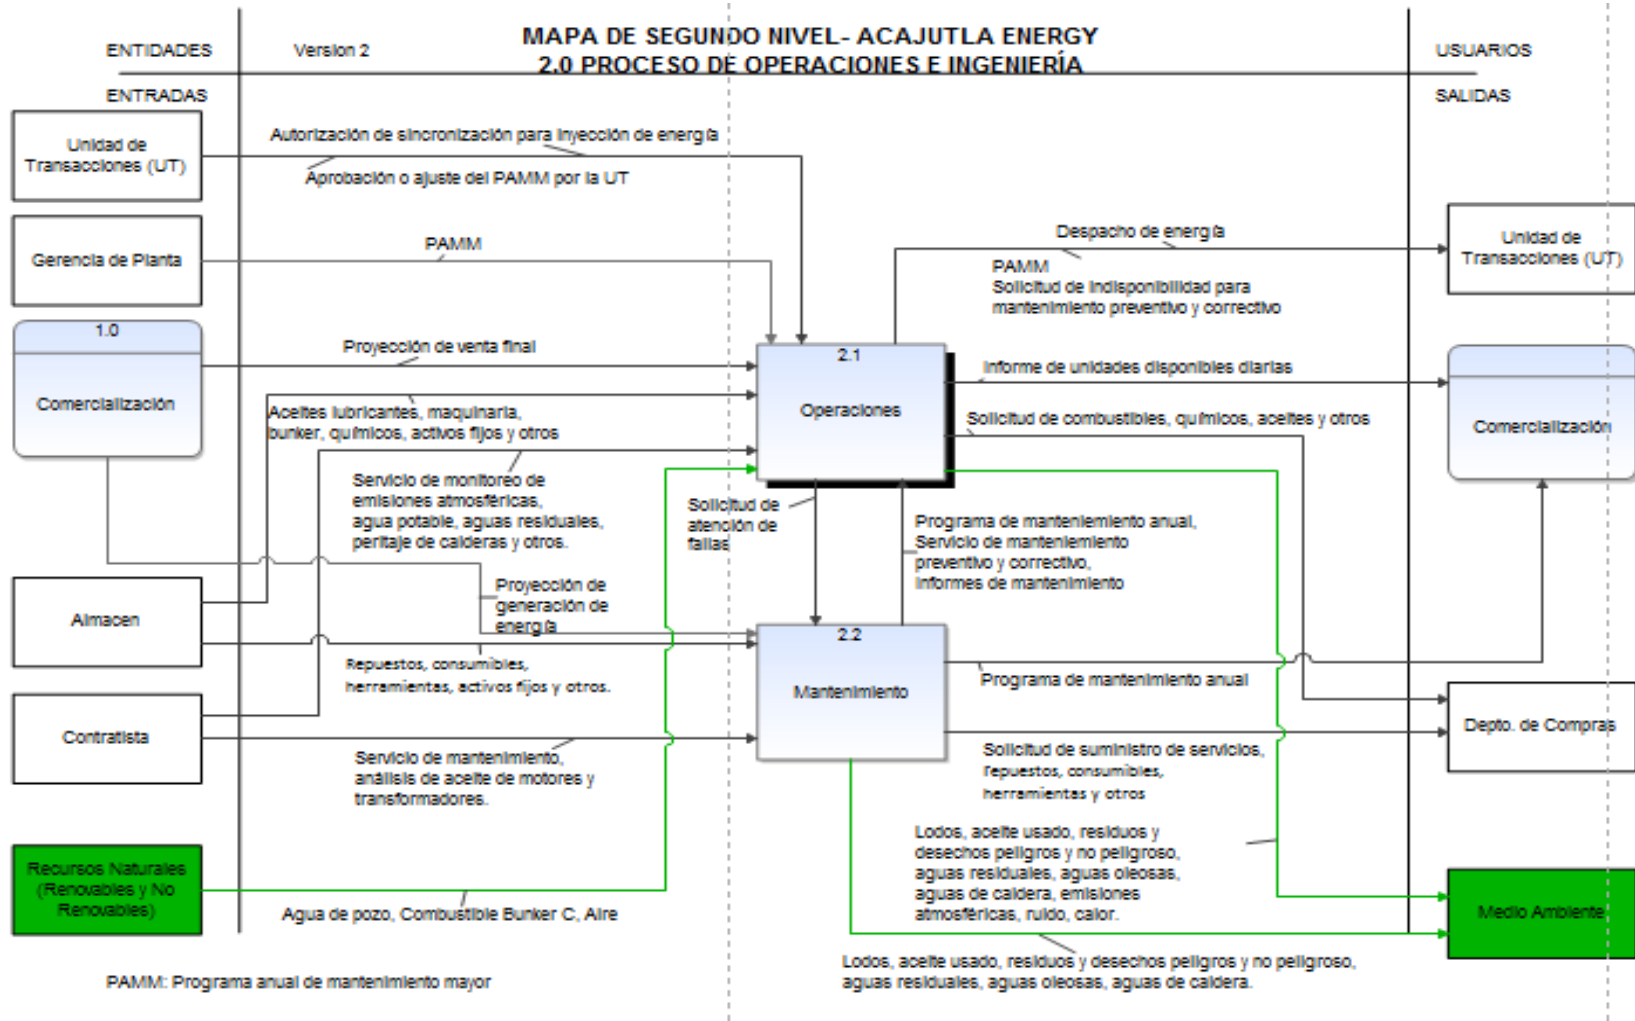 MAPA DE SEGUNDO NIVEL- ACAJUTLA ENERGY
2.0 PROCESO DE OPERACIONES E INGENIERÍA
ENTIDADES
Version 2
USUARIOS
ENTRADAS
SALIDAS
Unidad de
Transacciones (UT)
Autorización de sincronización para inyección de energía
Aprobación o ajuste del PAMM por la UT
Gerencia de Planta
PAMM
Despacho de energía
PAMM
Solicitud de indisponibilidad para
mantenimiento preventivo y correctivo
Unidad de
Transacciones (UT)
1.0
Comercialización
Proyección de venta final
2.1
Operaciones
Informe de unidades disponibles diarias
Comercialización
Aceites lubricantes, maquinaria,
bunker, químicos, activos fijos y otros
Solicitud de combustibles, químicos, aceites y otros
Servicio de monitoreo de
emisiones atmosféricas,
agua potable, aguas residuales,
peritaje de calderas y otros.
Solicitud de
atención de
fallas
Programa de manteniemiento anual,
Servicio de manteniemiento
preventivo y correctivo,
Informes de mantenimiento
Almacen
Proyección de
generación de
energía
2.2
Mantenimiento
Repuestos, consumibles,
herramientas, activos fijos y otros.
Programa de mantenimiento anual
Contratista
Depto. de Compras
Servicio de mantenimiento,
análisis de aceite de motores y
transformadores.
Solicitud de suministro de servicios,
repuestos, consumibles,
herramientas y otros
Recursos Naturales
(Renovables y No
Renovables)
Agua de pozo, Combustible Bunker C, Aire
Lodos, aceite usado, residuos y
desechos peligros y no peligroso,
aguas residuales, aguas oleosas,
aguas de caldera, emisiones
atmosféricas, ruido, calor.
Medio Ambiente
Lodos, aceite usado, residuos y desechos peligros y no peligroso,
aguas residuales, aguas oleosas, aguas de caldera.
PAMM: Programa anual de mantenimiento mayor